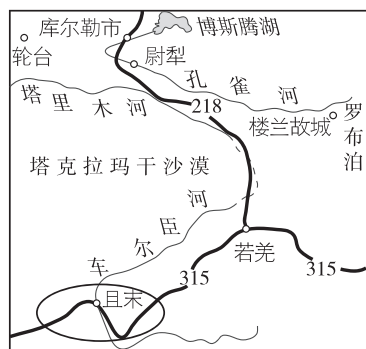 库尔勒市
博斯腾湖
轮台
尉犁
孔雀河
塔里木河
218
楼兰故城
罗布泊
塔克拉玛干沙漠
车尔臣河
若羌
315
315
且末